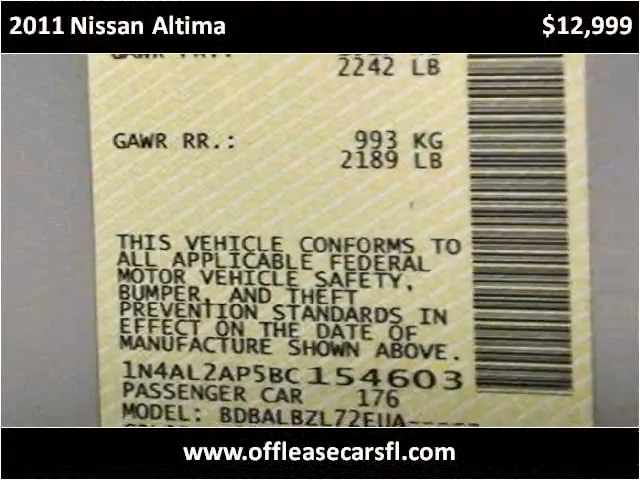 2011 Nissan Altima $12,999
2242 LB
GAWR RR.: 993 KG
2189 LB
THIS VEHICLE CONFORMS TO
ALL APPLICABLE FEDERAL
MOTOR VEHICLE SAFETY,
BUMPER, AND THEFT
PREVENTION STANDARDS IN
EFFECT ON THE DATE OF
MANUFACTURE SHOWN ABOVE.
1N4AL2AP5BC154603
PASSENGER CAR 176
MODEL: BDBALBZL72EUA-----
www.offleasecarsfl.com